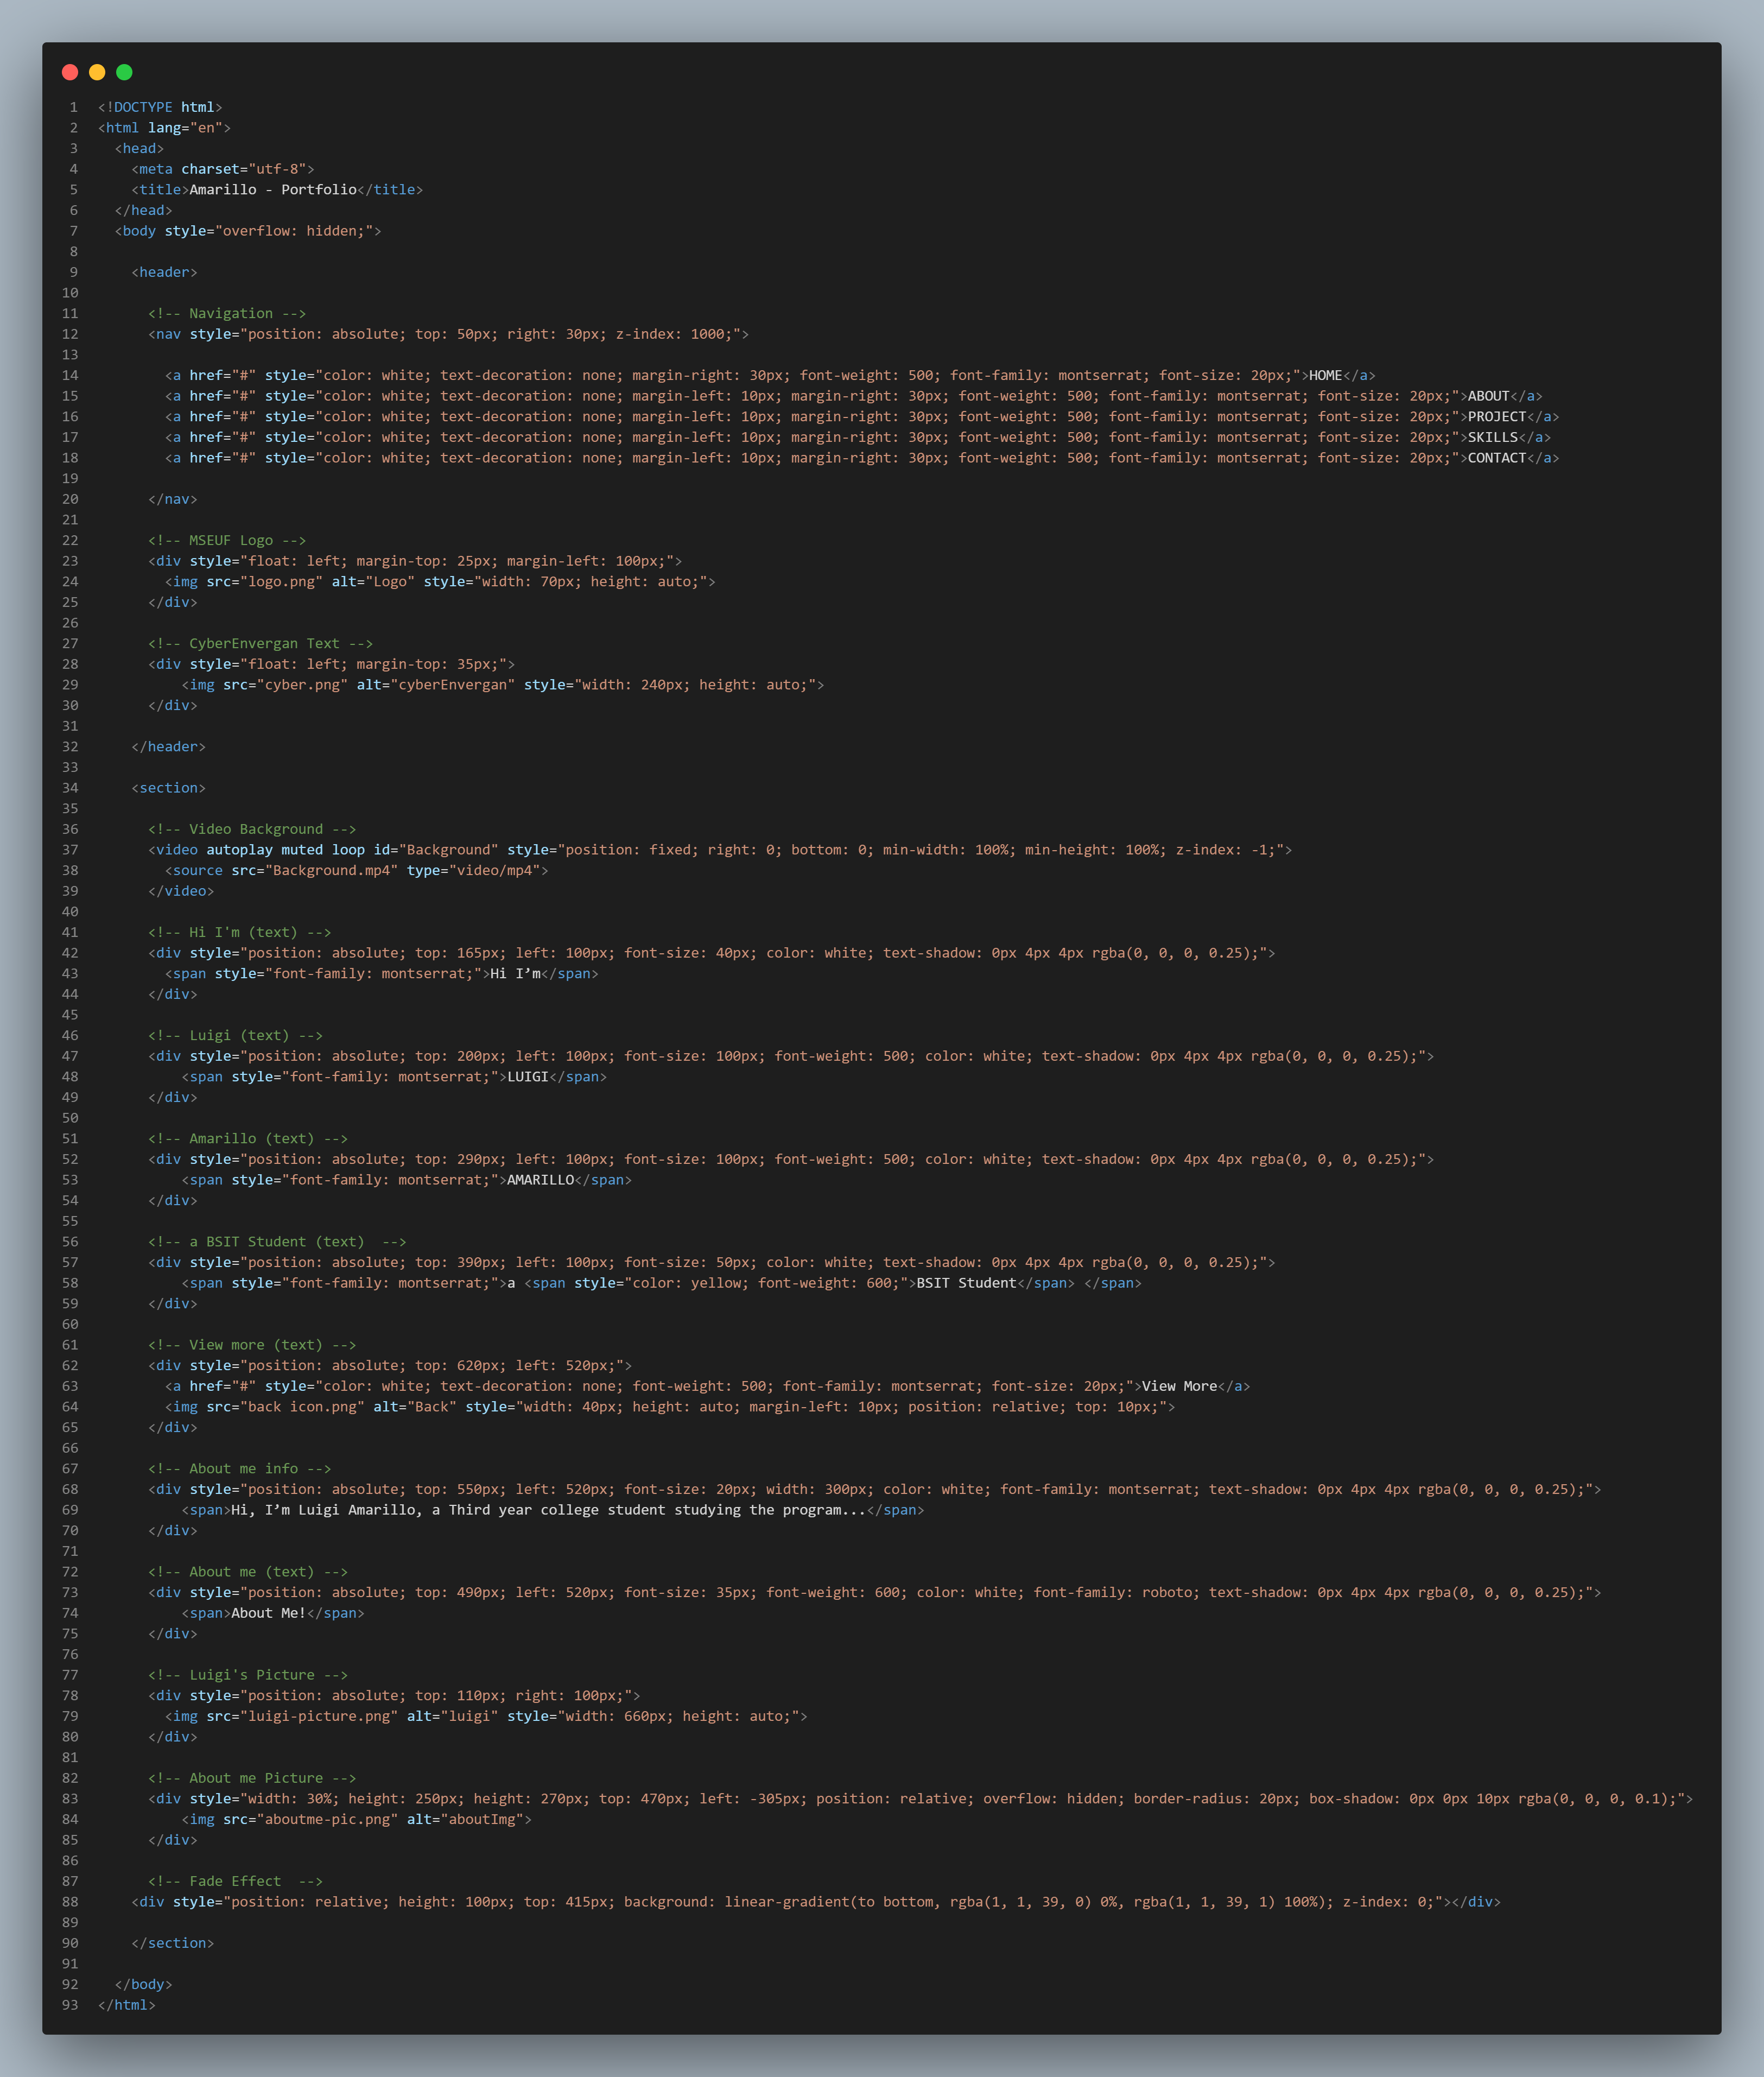 1 <!DOCTYPE html>
2 <html lang="en">
3   <head>
4     <meta charset="utf-8">
5     <title>Amarillo - Portfolio</title>
6   </head>
7   <body style="overflow: hidden;">
8
9     <header>
10
11       <!-- Navigation -->
12       <nav style="position: absolute; top: 50px; right: 30px; z-index: 1000;">
13
14         <a href="#" style="color: white; text-decoration: none; margin-right: 30px; font-weight: 500; font-family: montserrat; font-size: 20px;">HOME</a>
15         <a href="#" style="color: white; text-decoration: none; margin-left: 10px; margin-right: 30px; font-weight: 500; font-family: montserrat; font-size: 20px;">ABOUT</a>
16         <a href="#" style="color: white; text-decoration: none; margin-left: 10px; margin-right: 30px; font-weight: 500; font-family: montserrat; font-size: 20px;">PROJECT</a>
17         <a href="#" style="color: white; text-decoration: none; margin-left: 10px; margin-right: 30px; font-weight: 500; font-family: montserrat; font-size: 20px;">SKILLS</a>
18         <a href="#" style="color: white; text-decoration: none; margin-left: 10px; margin-right: 30px; font-weight: 500; font-family: montserrat; font-size: 20px;">CONTACT</a>
19
20       </nav>
21
22       <!-- MSEUF Logo -->
23       <div style="float: left; margin-top: 25px; margin-left: 100px;">
24         <img src="logo.png" alt="Logo" style="width: 70px; height: auto;">
25       </div>
26
27       <!-- CyberEnvergan Text -->
28       <div style="float: left; margin-top: 35px;">
29           <img src="cyber.png" alt="cyberEnvergan" style="width: 240px; height: auto;">
30       </div>
31
32     </header>
33
34     <section>
35
36       <!-- Video Background -->
37       <video autoplay muted loop id="Background" style="position: fixed; right: 0; bottom: 0; min-width: 100%; min-height: 100%; z-index: -1;">
38         <source src="Background.mp4" type="video/mp4">
39       </video>
40
41       <!-- Hi I'm (text) -->
42       <div style="position: absolute; top: 165px; left: 100px; font-size: 40px; color: white; text-shadow: 0px 4px 4px rgba(0, 0, 0, 0.25);">
43         <span style="font-family: montserrat;">Hi I’m</span>
44       </div>
45
46       <!-- Luigi (text) -->
47       <div style="position: absolute; top: 200px; left: 100px; font-size: 100px; font-weight: 500; color: white; text-shadow: 0px 4px 4px rgba(0, 0, 0, 0.25);">
48           <span style="font-family: montserrat;">LUIGI</span>
49       </div>
50
51       <!-- Amarillo (text) -->
52       <div style="position: absolute; top: 290px; left: 100px; font-size: 100px; font-weight: 500; color: white; text-shadow: 0px 4px 4px rgba(0, 0, 0, 0.25);">
53           <span style="font-family: montserrat;">AMARILLO</span>
54       </div>
55
56       <!-- a BSIT Student (text)  -->
57       <div style="position: absolute; top: 390px; left: 100px; font-size: 50px; color: white; text-shadow: 0px 4px 4px rgba(0, 0, 0, 0.25);">
58           <span style="font-family: montserrat;">a <span style="color: yellow; font-weight: 600;">BSIT Student</span> </span>
59       </div>
60
61       <!-- View more (text) -->
62       <div style="position: absolute; top: 620px; left: 520px;">
63         <a href="#" style="color: white; text-decoration: none; font-weight: 500; font-family: montserrat; font-size: 20px;">View More</a>
64         <img src="back icon.png" alt="Back" style="width: 40px; height: auto; margin-left: 10px; position: relative; top: 10px;">
65       </div>
66
67       <!-- About me info -->
68       <div style="position: absolute; top: 550px; left: 520px; font-size: 20px; width: 300px; color: white; font-family: montserrat; text-shadow: 0px 4px 4px rgba(0, 0, 0, 0.25);">
69           <span>Hi, I’m Luigi Amarillo, a Third year college student studying the program...</span>
70       </div>
71
72       <!-- About me (text) -->
73       <div style="position: absolute; top: 490px; left: 520px; font-size: 35px; font-weight: 600; color: white; font-family: roboto; text-shadow: 0px 4px 4px rgba(0, 0, 0, 0.25);">
74           <span>About Me!</span>
75       </div>
76
77       <!-- Luigi's Picture -->
78       <div style="position: absolute; top: 110px; right: 100px;">
79         <img src="luigi-picture.png" alt="luigi" style="width: 660px; height: auto;">
80       </div>
81
82       <!-- About me Picture -->
83       <div style="width: 30%; height: 250px; height: 270px; top: 470px; left: -305px; position: relative; overflow: hidden; border-radius: 20px; box-shadow: 0px 0px 10px rgba(0, 0, 0, 0.1);">
84           <img src="aboutme-pic.png" alt="aboutImg">
85       </div>
86
87       <!-- Fade Effect  -->
88     <div style="position: relative; height: 100px; top: 415px; background: linear-gradient(to bottom, rgba(1, 1, 39, 0) 0%, rgba(1, 1, 39, 1) 100%); z-index: 0;"></div>
89
90     </section>
91
92   </body>
93 </html>